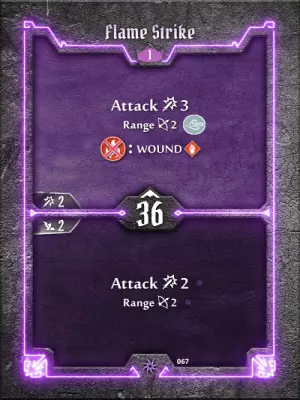 Flame Strike
1
Attack 3
Range 2
: WOUND
2
36
2
Attack 2
Range 2
067